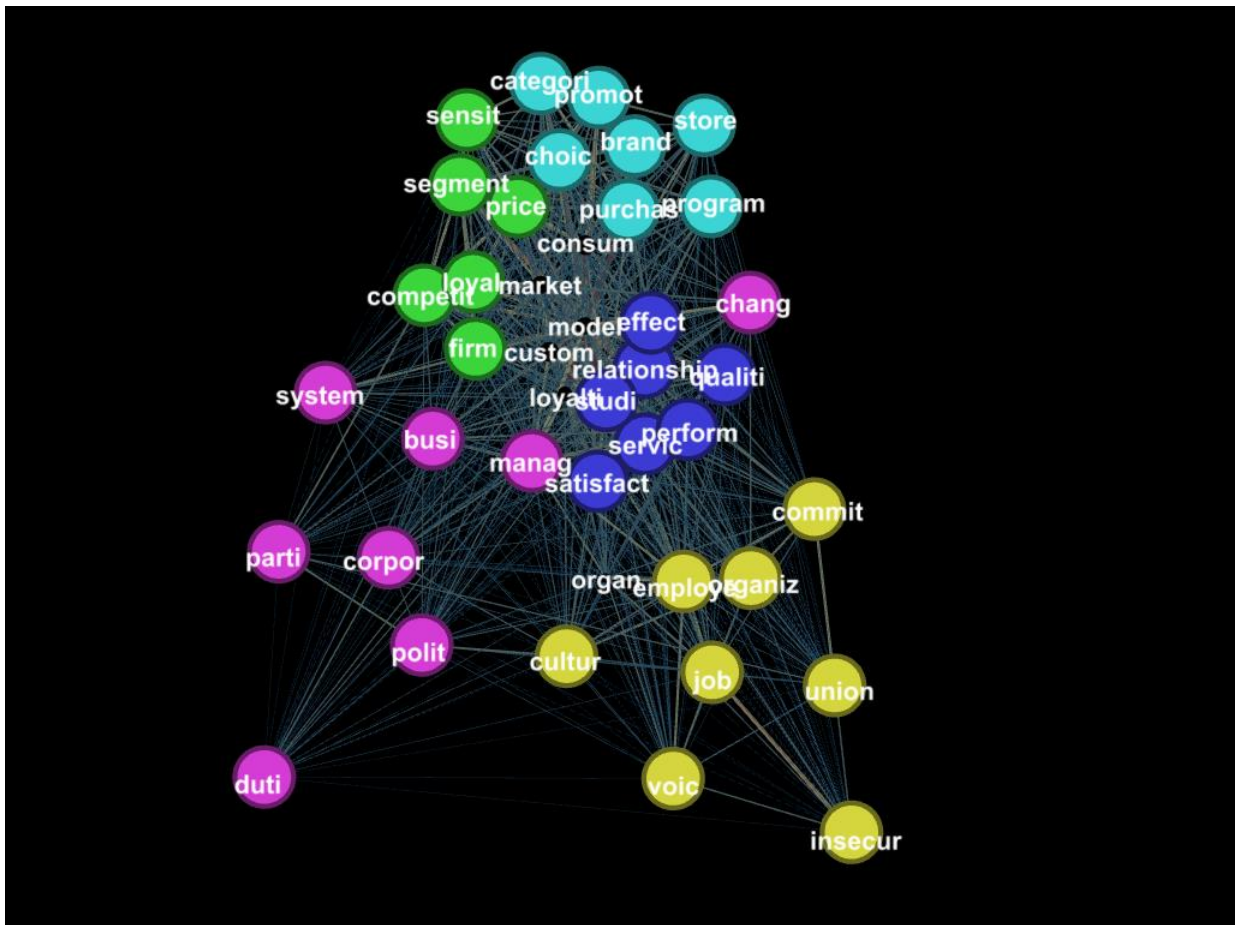 categori
promot
sensit
store
brand
choic
segment
price
purchas
program
consum
loyal
market
competit
chang
model
effect
firm
custom
relationship
qualiti
system
loyalti
studi
busi
perform
servic
manag
satisfact
commit
parti
corpor
organ
employe
organiz
polit
cultur
job
union
duti
voic
insecur